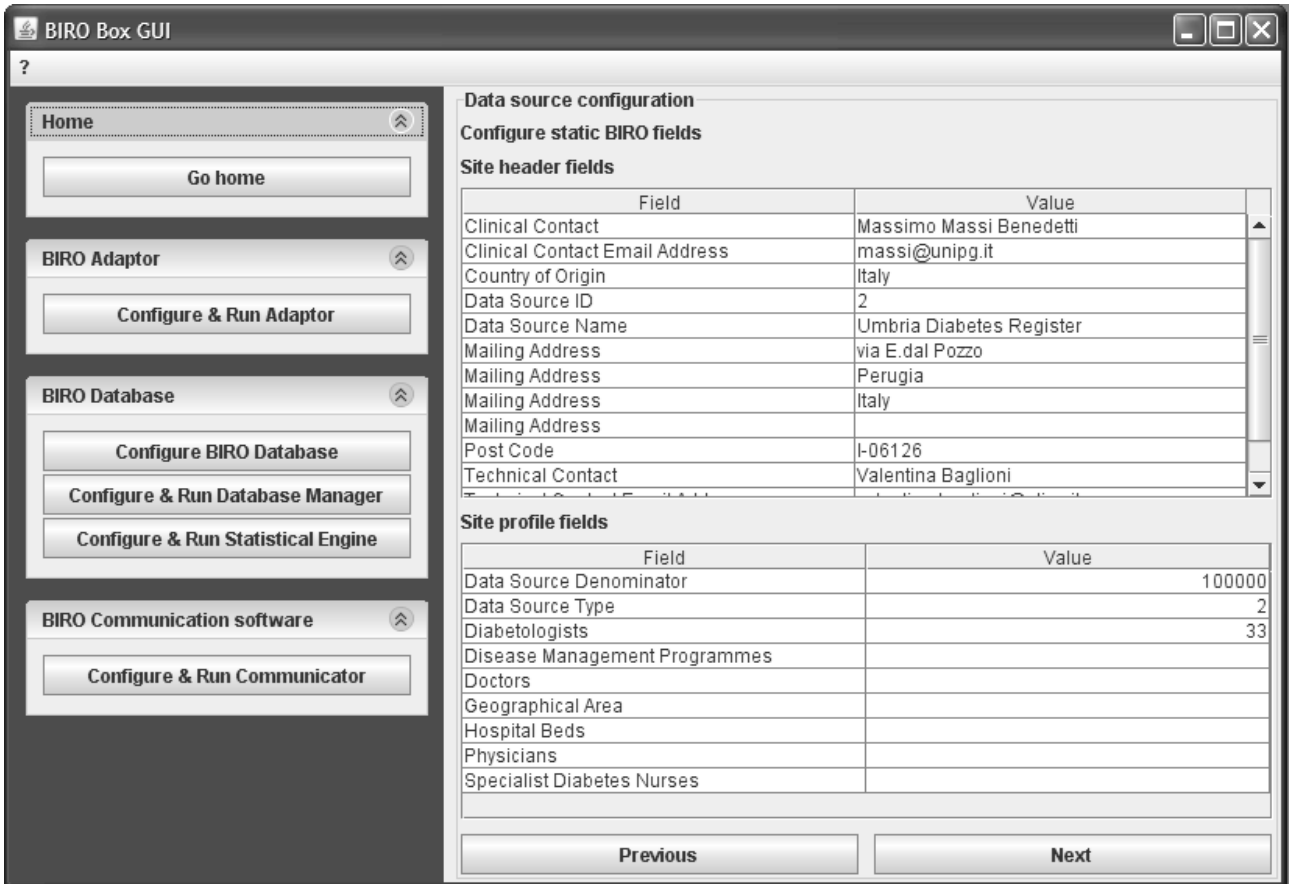 BIRO Box GUI
?
Home
Go home
BIRO Adaptor
Configure & Run Adaptor
BIRO Database
Configure BIRO Database
Configure & Run Database Manager
Configure & Run Statistical Engine
BIRO Communication software
Configure & Run Communicator
Data source configuration
Configure static BIRO fields
Site header fields
Field Value
Clinical Contact Massimo Massi Benedetti
Clinical Contact Email Address massi@unipg.it
Country of Origin Italy
Data Source ID 2
Data Source Name Umbria Diabetes Register
Mailing Address via E.dal Pozzo
Mailing Address Perugia
Mailing Address Italy
Mailing Address
Post Code I-06126
Technical Contact Valentina Baglioni
Site profile fields
Field Value
Data Source Denominator 100000
Data Source Type 2
Diabetologists 33
Disease Management Programmes
Doctors
Geographical Area
Hospital Beds
Physicians
Specialist Diabetes Nurses
Previous Next